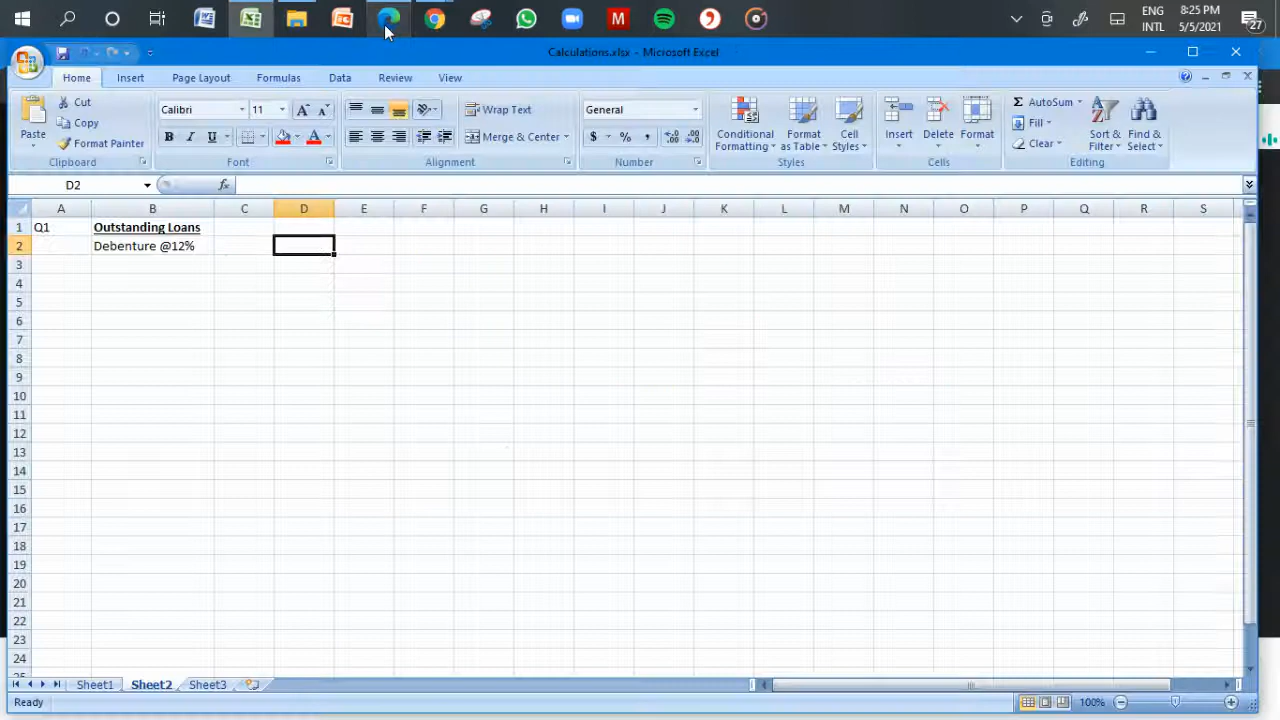 ENG 8:25 PM
INTL 5/5/2021 27
Calculations.xlsx - Microsoft Excel
Home Insert Page Layout Formulas Data Review View
Paste Cut Calibri 11 A A Wrap Text General Conditional Formatting Format as Table Cell Styles Insert Delete Format Σ AutoSum Sort & Filter Find & Select
Copy Fill
Format Painter B I U A Merge & Center $ % , Clear
Clipboard Font Alignment Number Styles Cells Editing
D2 fx
A B C D E F G H I J K L M N O P Q R S
1 Q1 Outstanding Loans
2 Debenture @12%
3
4
5
6
7
8
9
10
11
12
13
14
15
16
17
18
19
20
21
22
23
24
Sheet1 Sheet2 Sheet3
Ready 100%